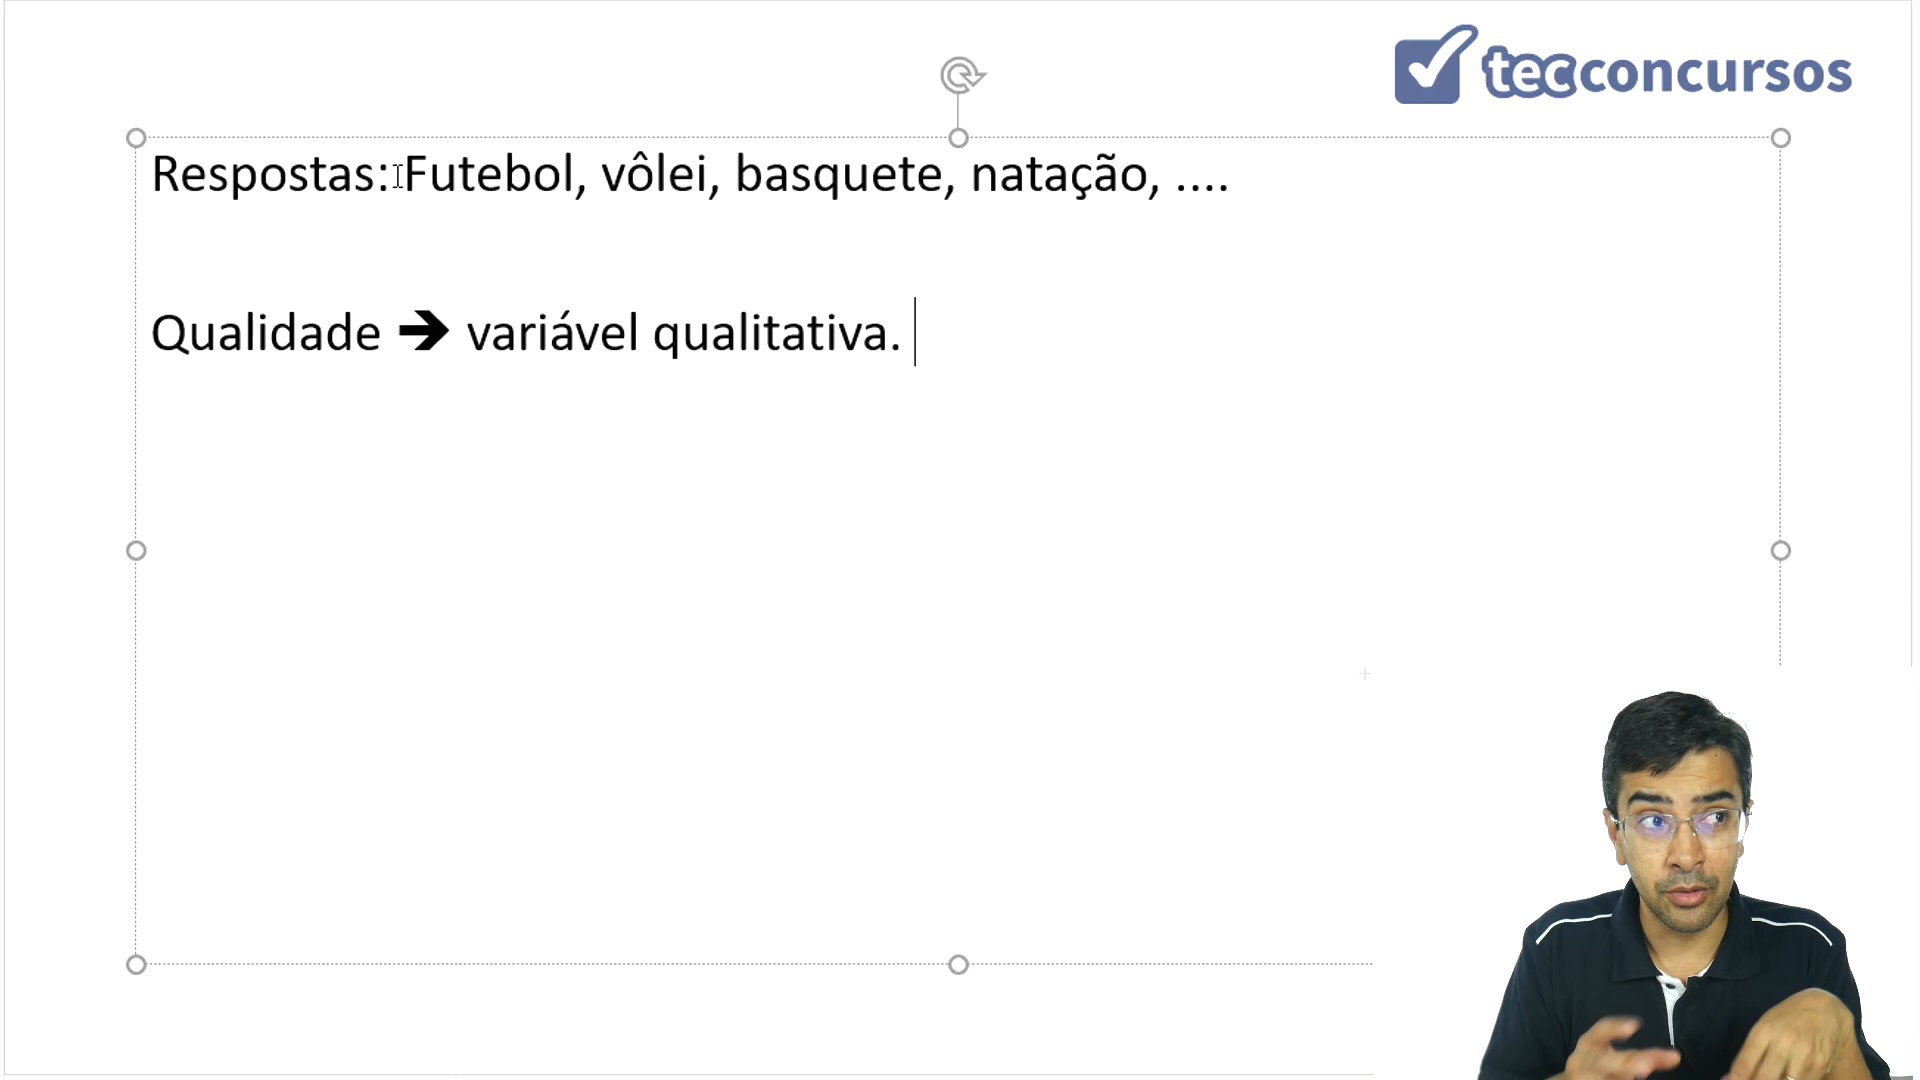 tecconcursos
Respostas: Futebol, vôlei, basquete, natação, ....
Qualidade ➔ variável qualitativa.